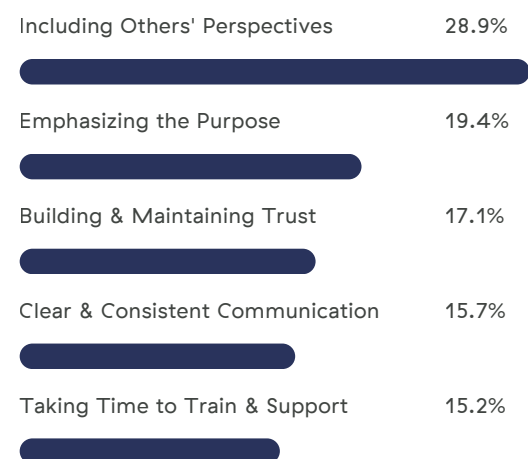 Including Others' Perspectives 28.9%
Emphasizing the Purpose 19.4%
Building & Maintaining Trust 17.1%
Clear & Consistent Communication 15.7%
Taking Time to Train & Support 15.2%